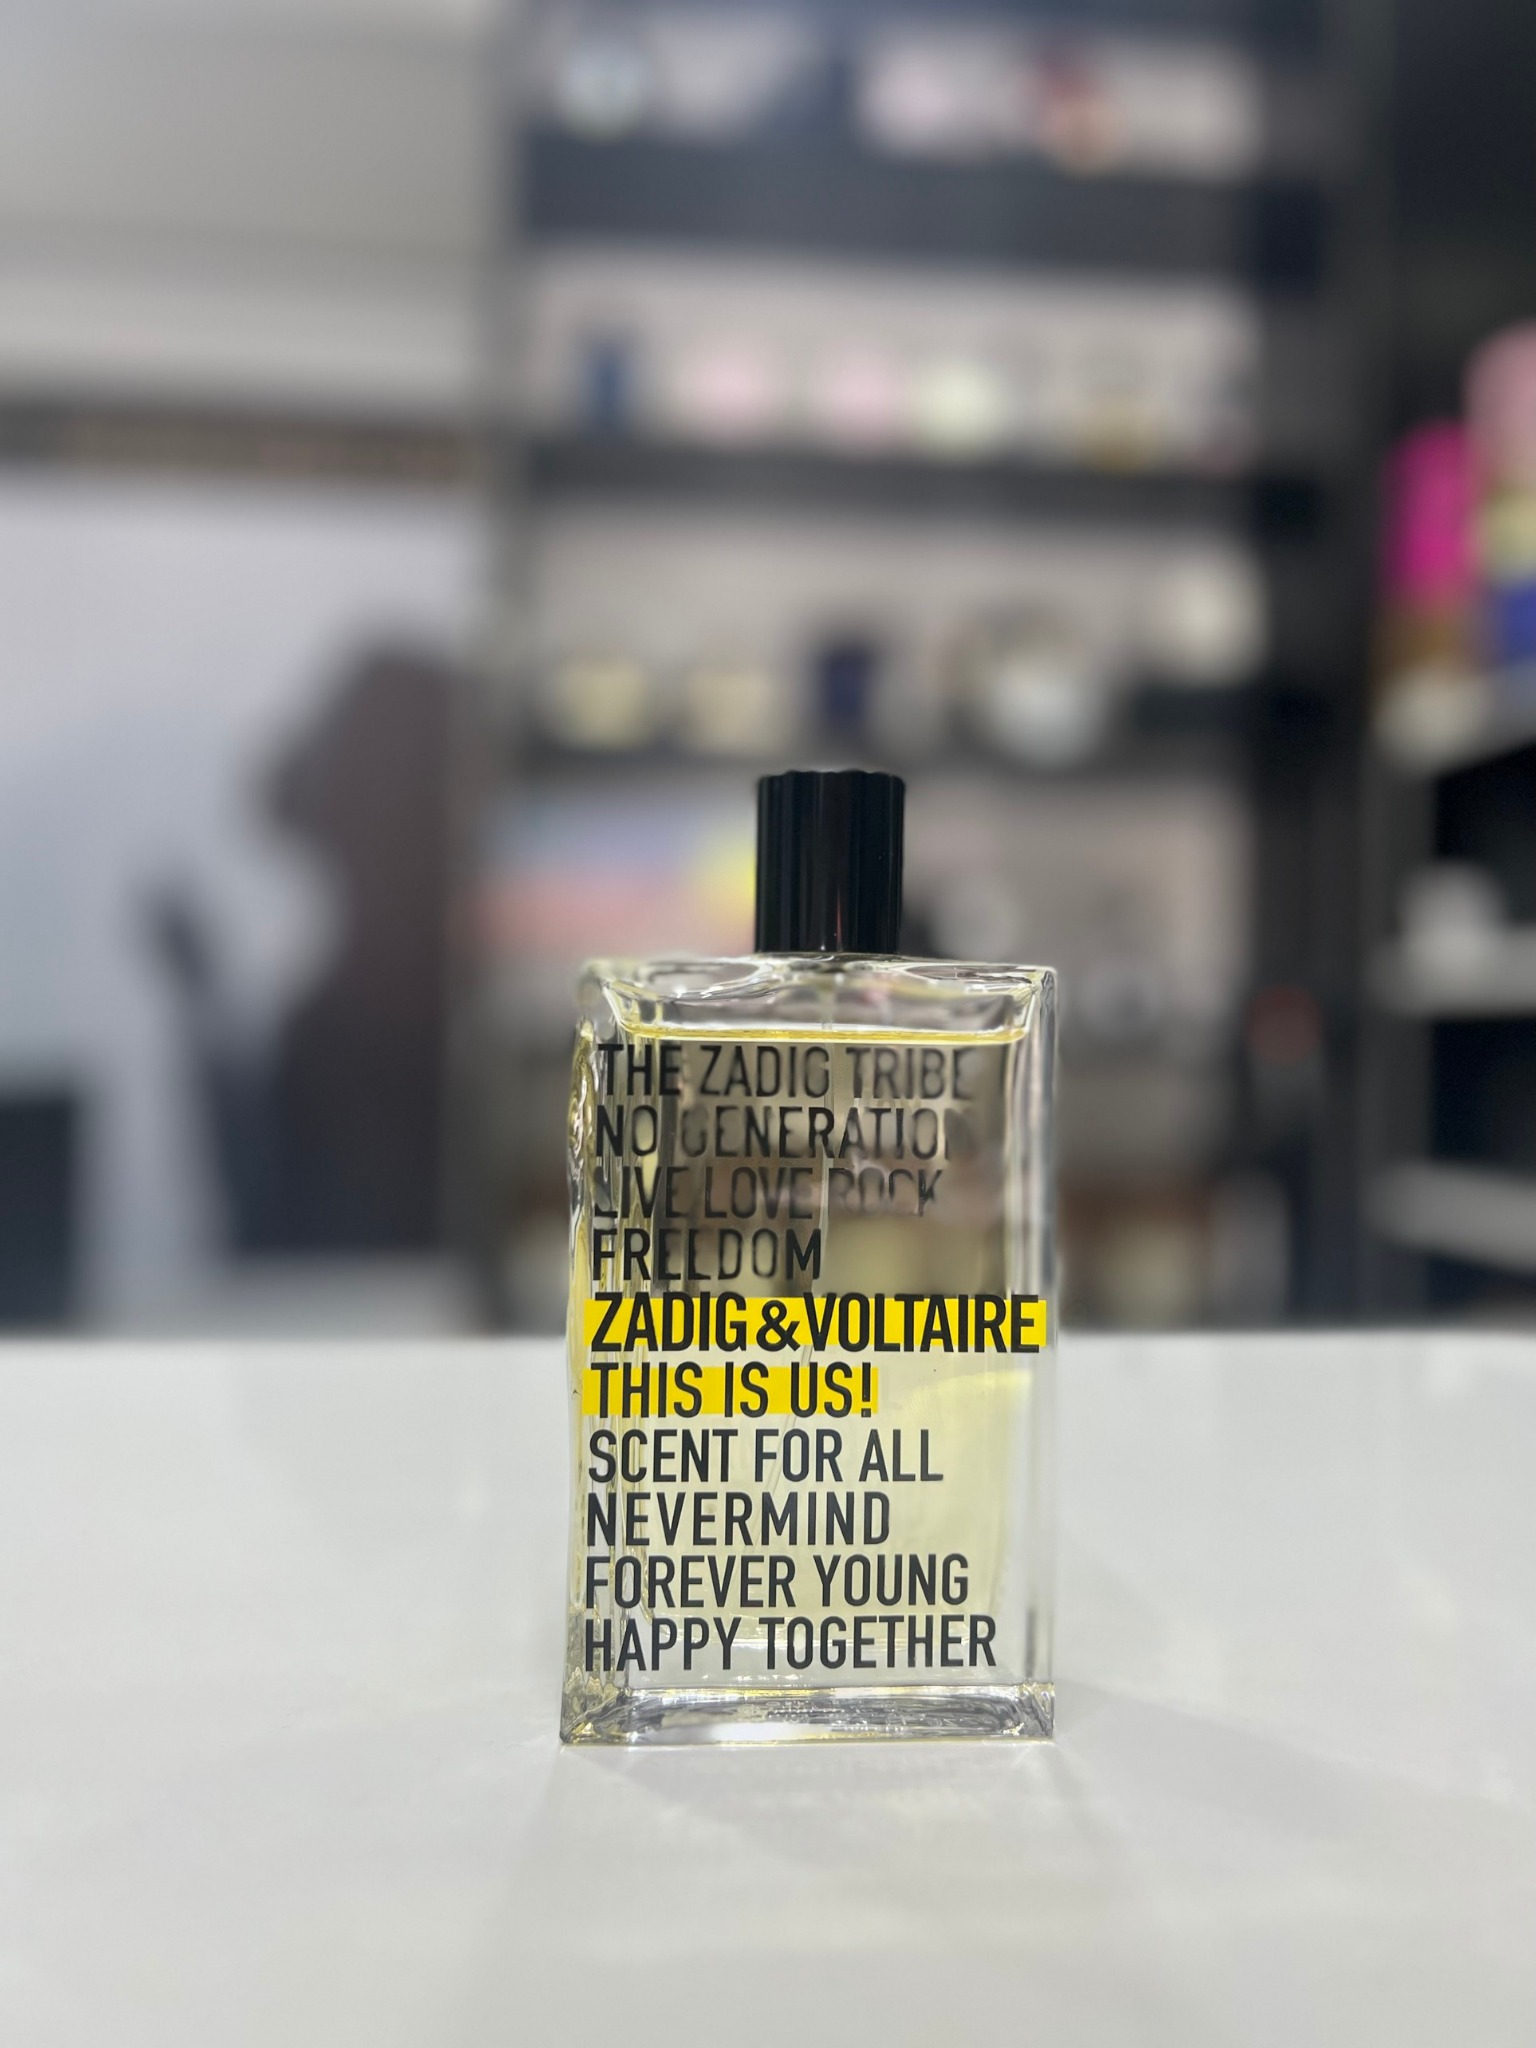 THE ZADIG TRIBE
NO GENERATION
LIVE LOVE ROCK
FREEDOM
ZADIG&VOLTAIRE
THIS IS US!
SCENT FOR ALL
NEVERMIND
FOREVER YOUNG
HAPPY TOGETHER